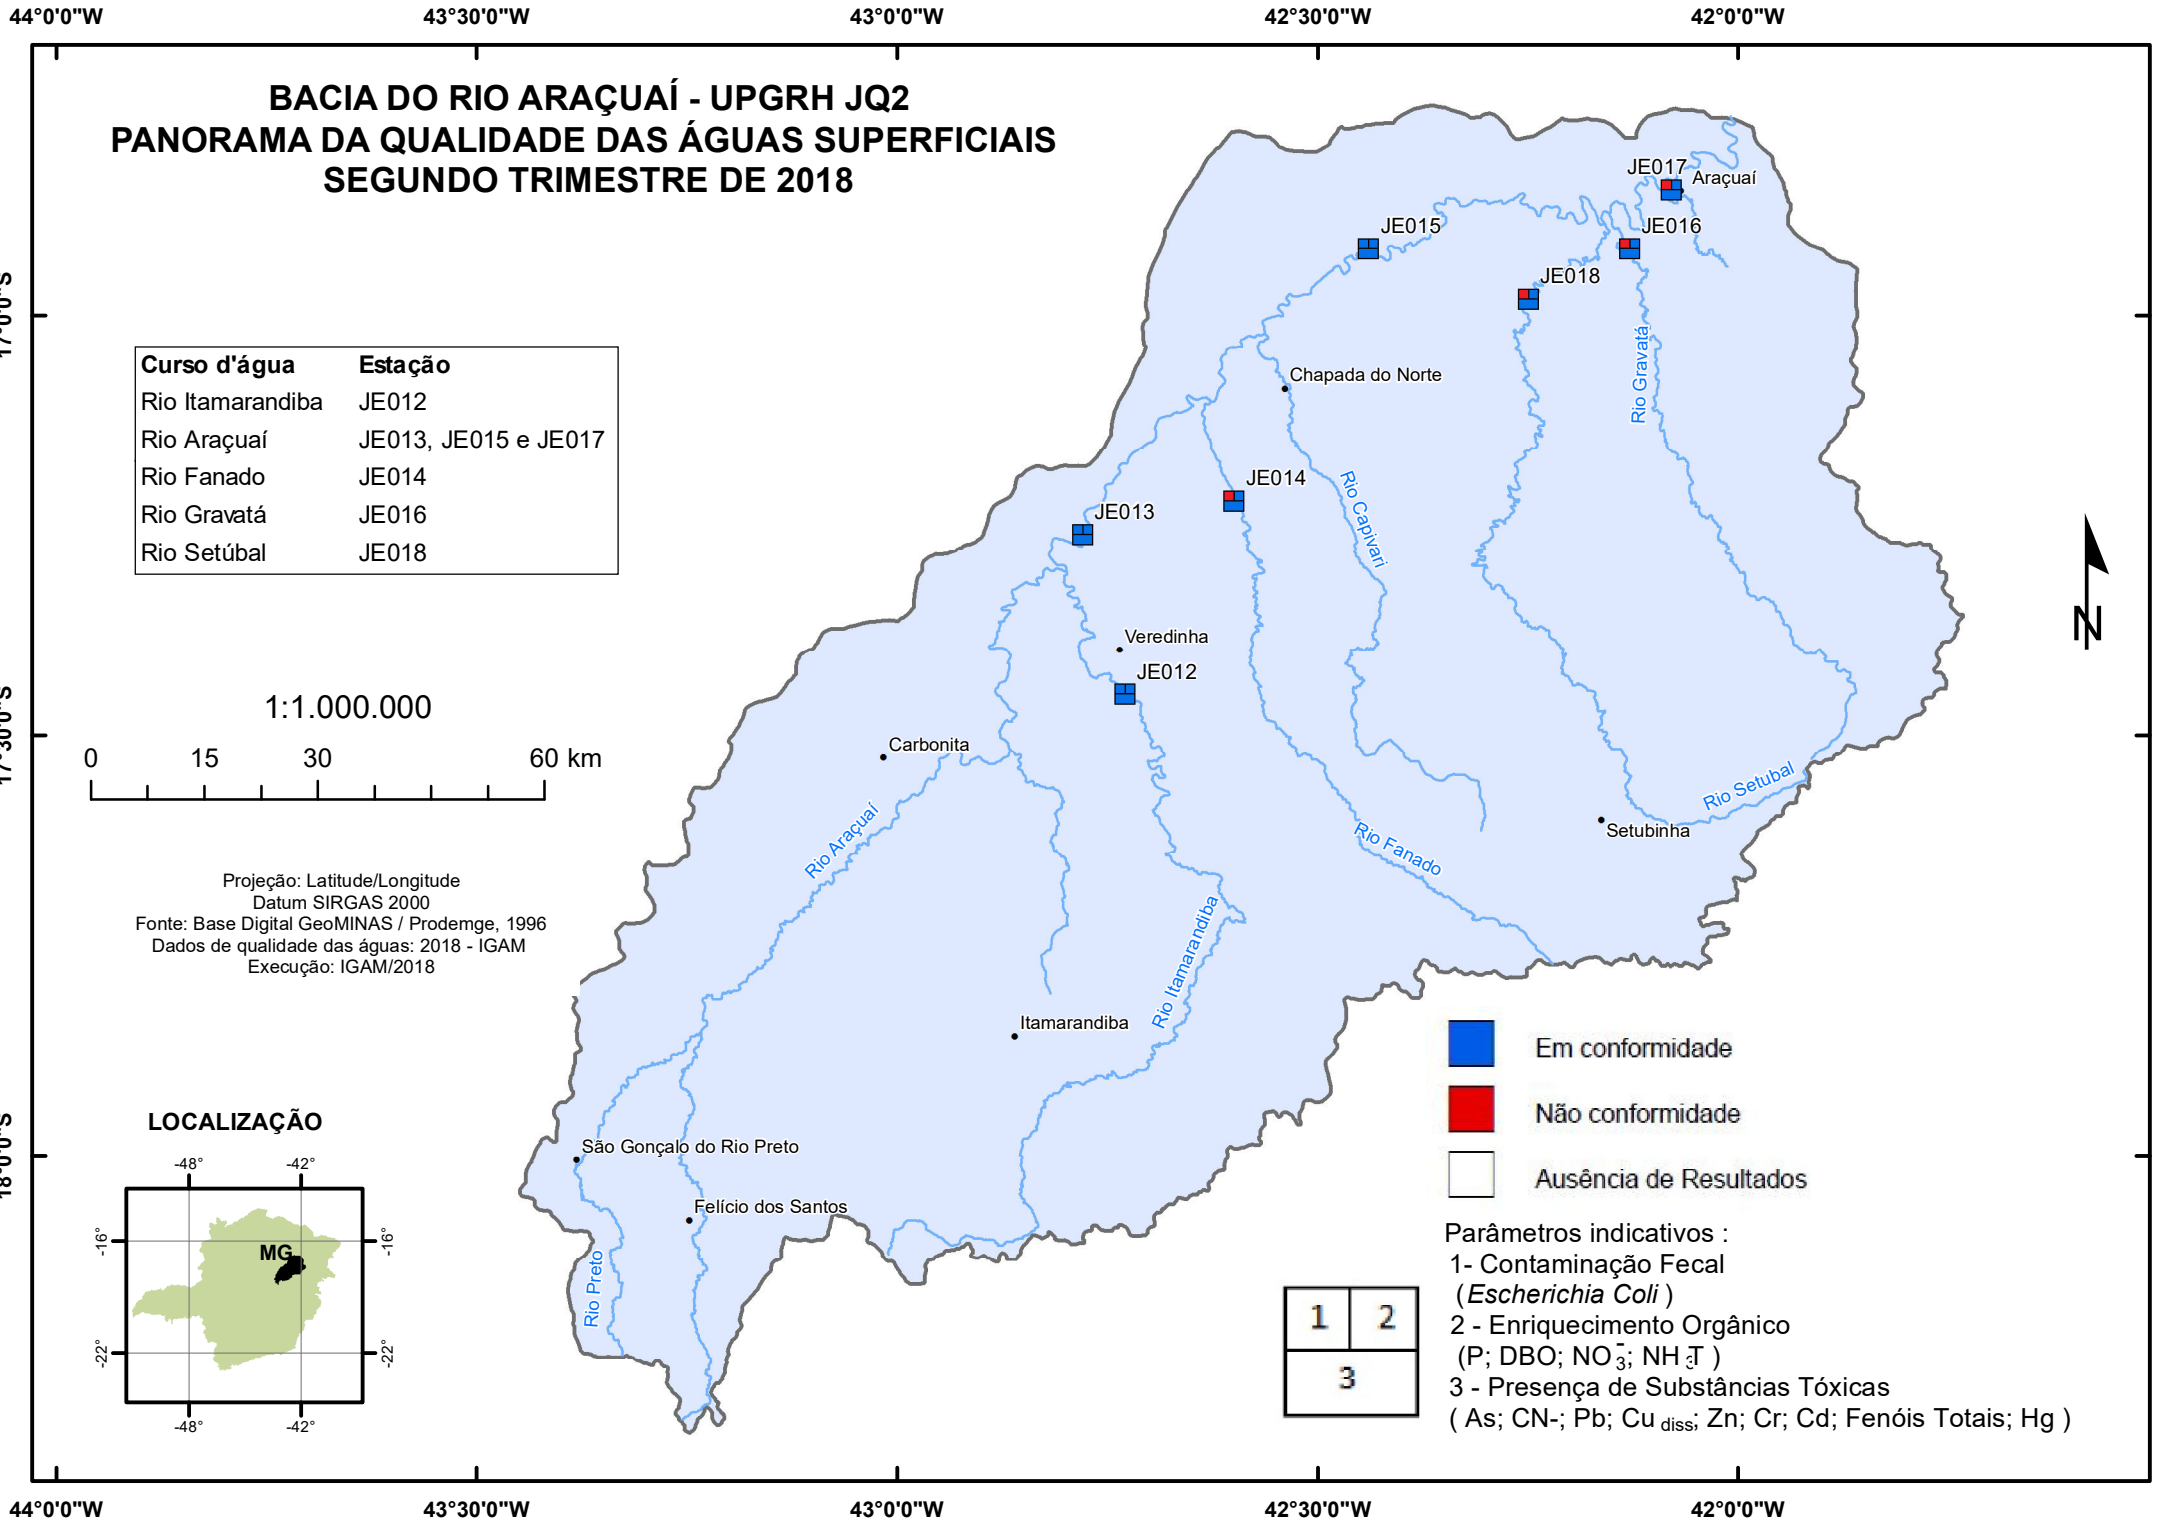 44°0'0"W 43°30'0"W 43°0'0"W 42°30'0"W 42°0'0"W
BACIA DO RIO ARAÇUAÍ - UPGRH JQ2
PANORAMA DA QUALIDADE DAS ÁGUAS SUPERFICIAIS
SEGUNDO TRIMESTRE DE 2018
JE017
Araçuaí
JE015
JE016
JE018
17°0'0"S
Rio Gravatá
Curso d'água Estação
Rio Itamarandiba JE012
Rio Araçuaí JE013, JE015 e JE017
Rio Fanado JE014
Rio Gravatá JE016
Rio Setúbal JE018
Chapada do Norte
JE014
Rio Capivari
JE013
N
Veredinha
JE012
17°30'0"S
1:1.000.000
0 15 30 60 km
Carbonita
Rio Setubal
Setubinha
Rio Araçuaí
Rio Fanado
Projeção: Latitude/Longitude
Datum SIRGAS 2000
Fonte: Base Digital GeoMINAS / Prodemge, 1996
Dados de qualidade das águas: 2018 - IGAM
Execução: IGAM/2018
Rio Itamarandiba
Itamarandiba
Em conformidade
Não conformidade
Ausência de Resultados
LOCALIZAÇÃO
-48° -42°
-16° -16°
MG
-22° -22°
-48° -42°
18°0'0"S
São Gonçalo do Rio Preto
Felício dos Santos
Rio Preto
Parâmetros indicativos :
1- Contaminação Fecal
(Escherichia Coli )
2 - Enriquecimento Orgânico
(P; DBO; NO3-; NH3T )
3 - Presença de Substâncias Tóxicas
( As; CN-; Pb; Cu diss; Zn; Cr; Cd; Fenóis Totais; Hg )
1 2
3
44°0'0"W 43°30'0"W 43°0'0"W 42°30'0"W 42°0'0"W